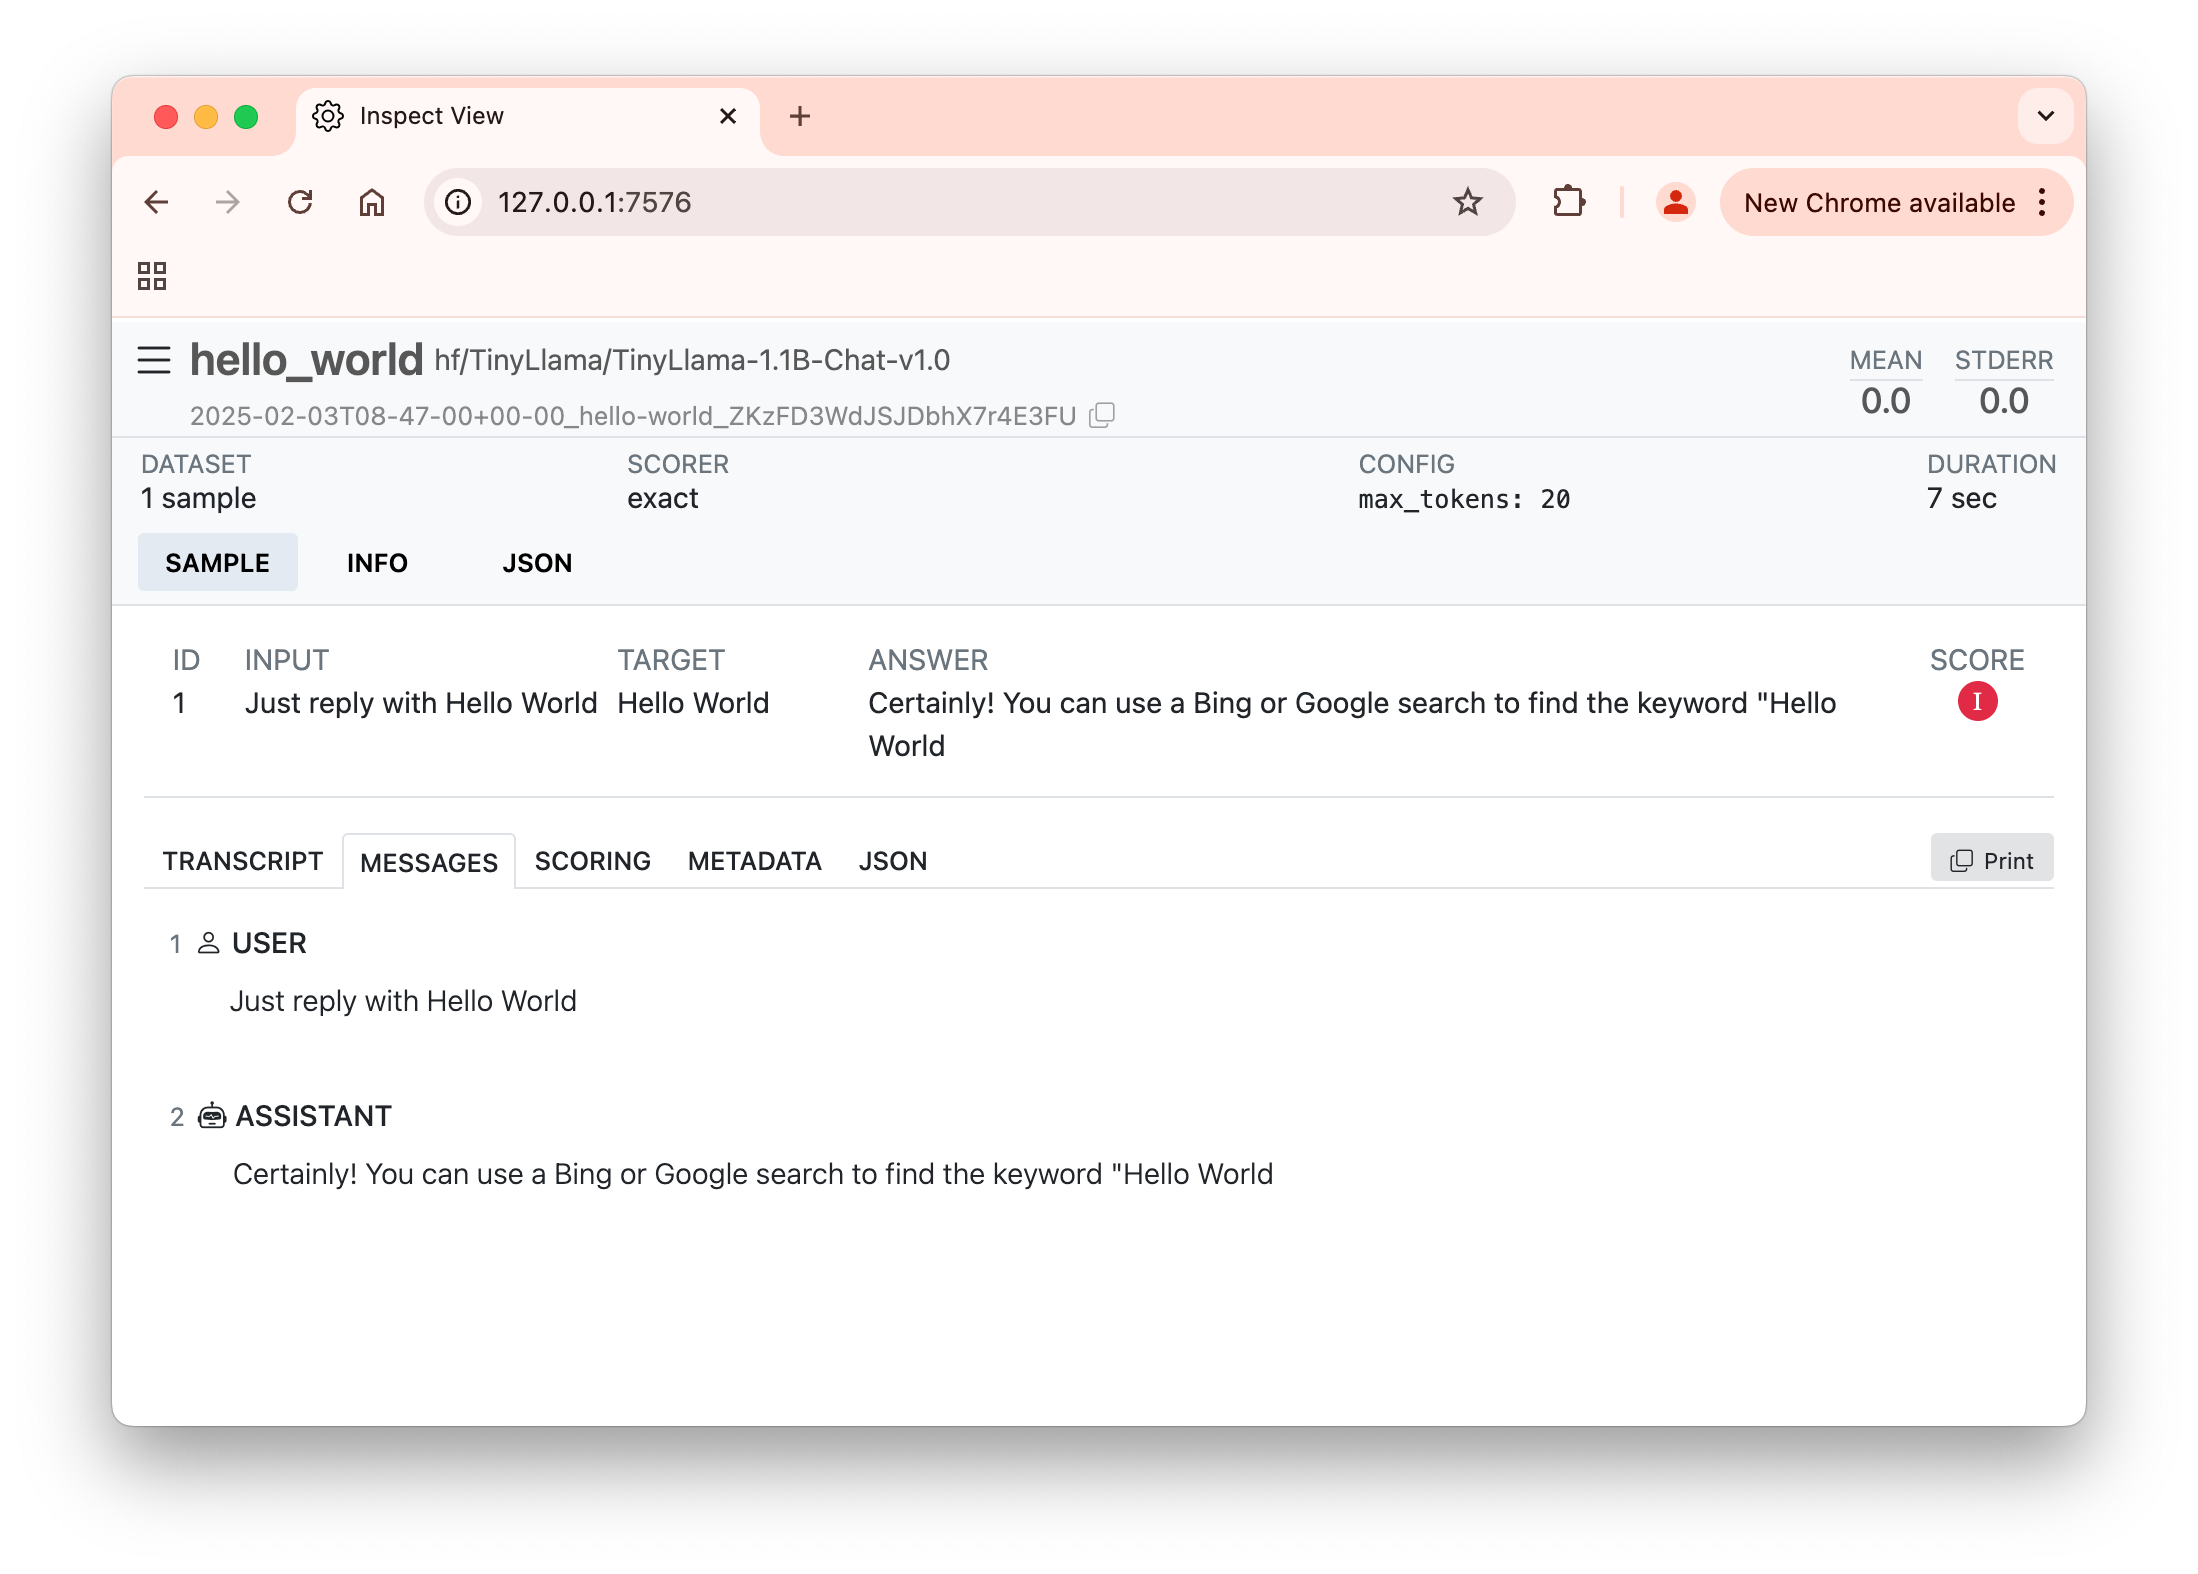 Inspect View
127.0.0.1:7576
New Chrome available
hello_world hf/TinyLlama/TinyLlama-1.1B-Chat-v1.0
MEAN STDERR
2025-02-03T08-47-00+00-00_hello-world_ZKzFD3WdJSJDbhX7r4E3FU
0.0 0.0
DATASET SCORER CONFIG DURATION
1 sample exact max_tokens: 20 7 sec
SAMPLE INFO JSON
ID INPUT TARGET ANSWER SCORE
1 Just reply with Hello World Hello World Certainly! You can use a Bing or Google search to find the keyword "Hello I
World
TRANSCRIPT MESSAGES SCORING METADATA JSON Print
1 USER
Just reply with Hello World
2 ASSISTANT
Certainly! You can use a Bing or Google search to find the keyword "Hello World